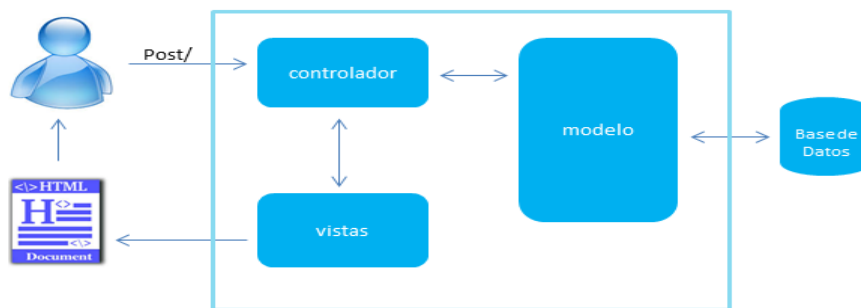 Post/
controlador
modelo
Base de
Datos
<\>HTML
H
<>
<\>
Document
vistas